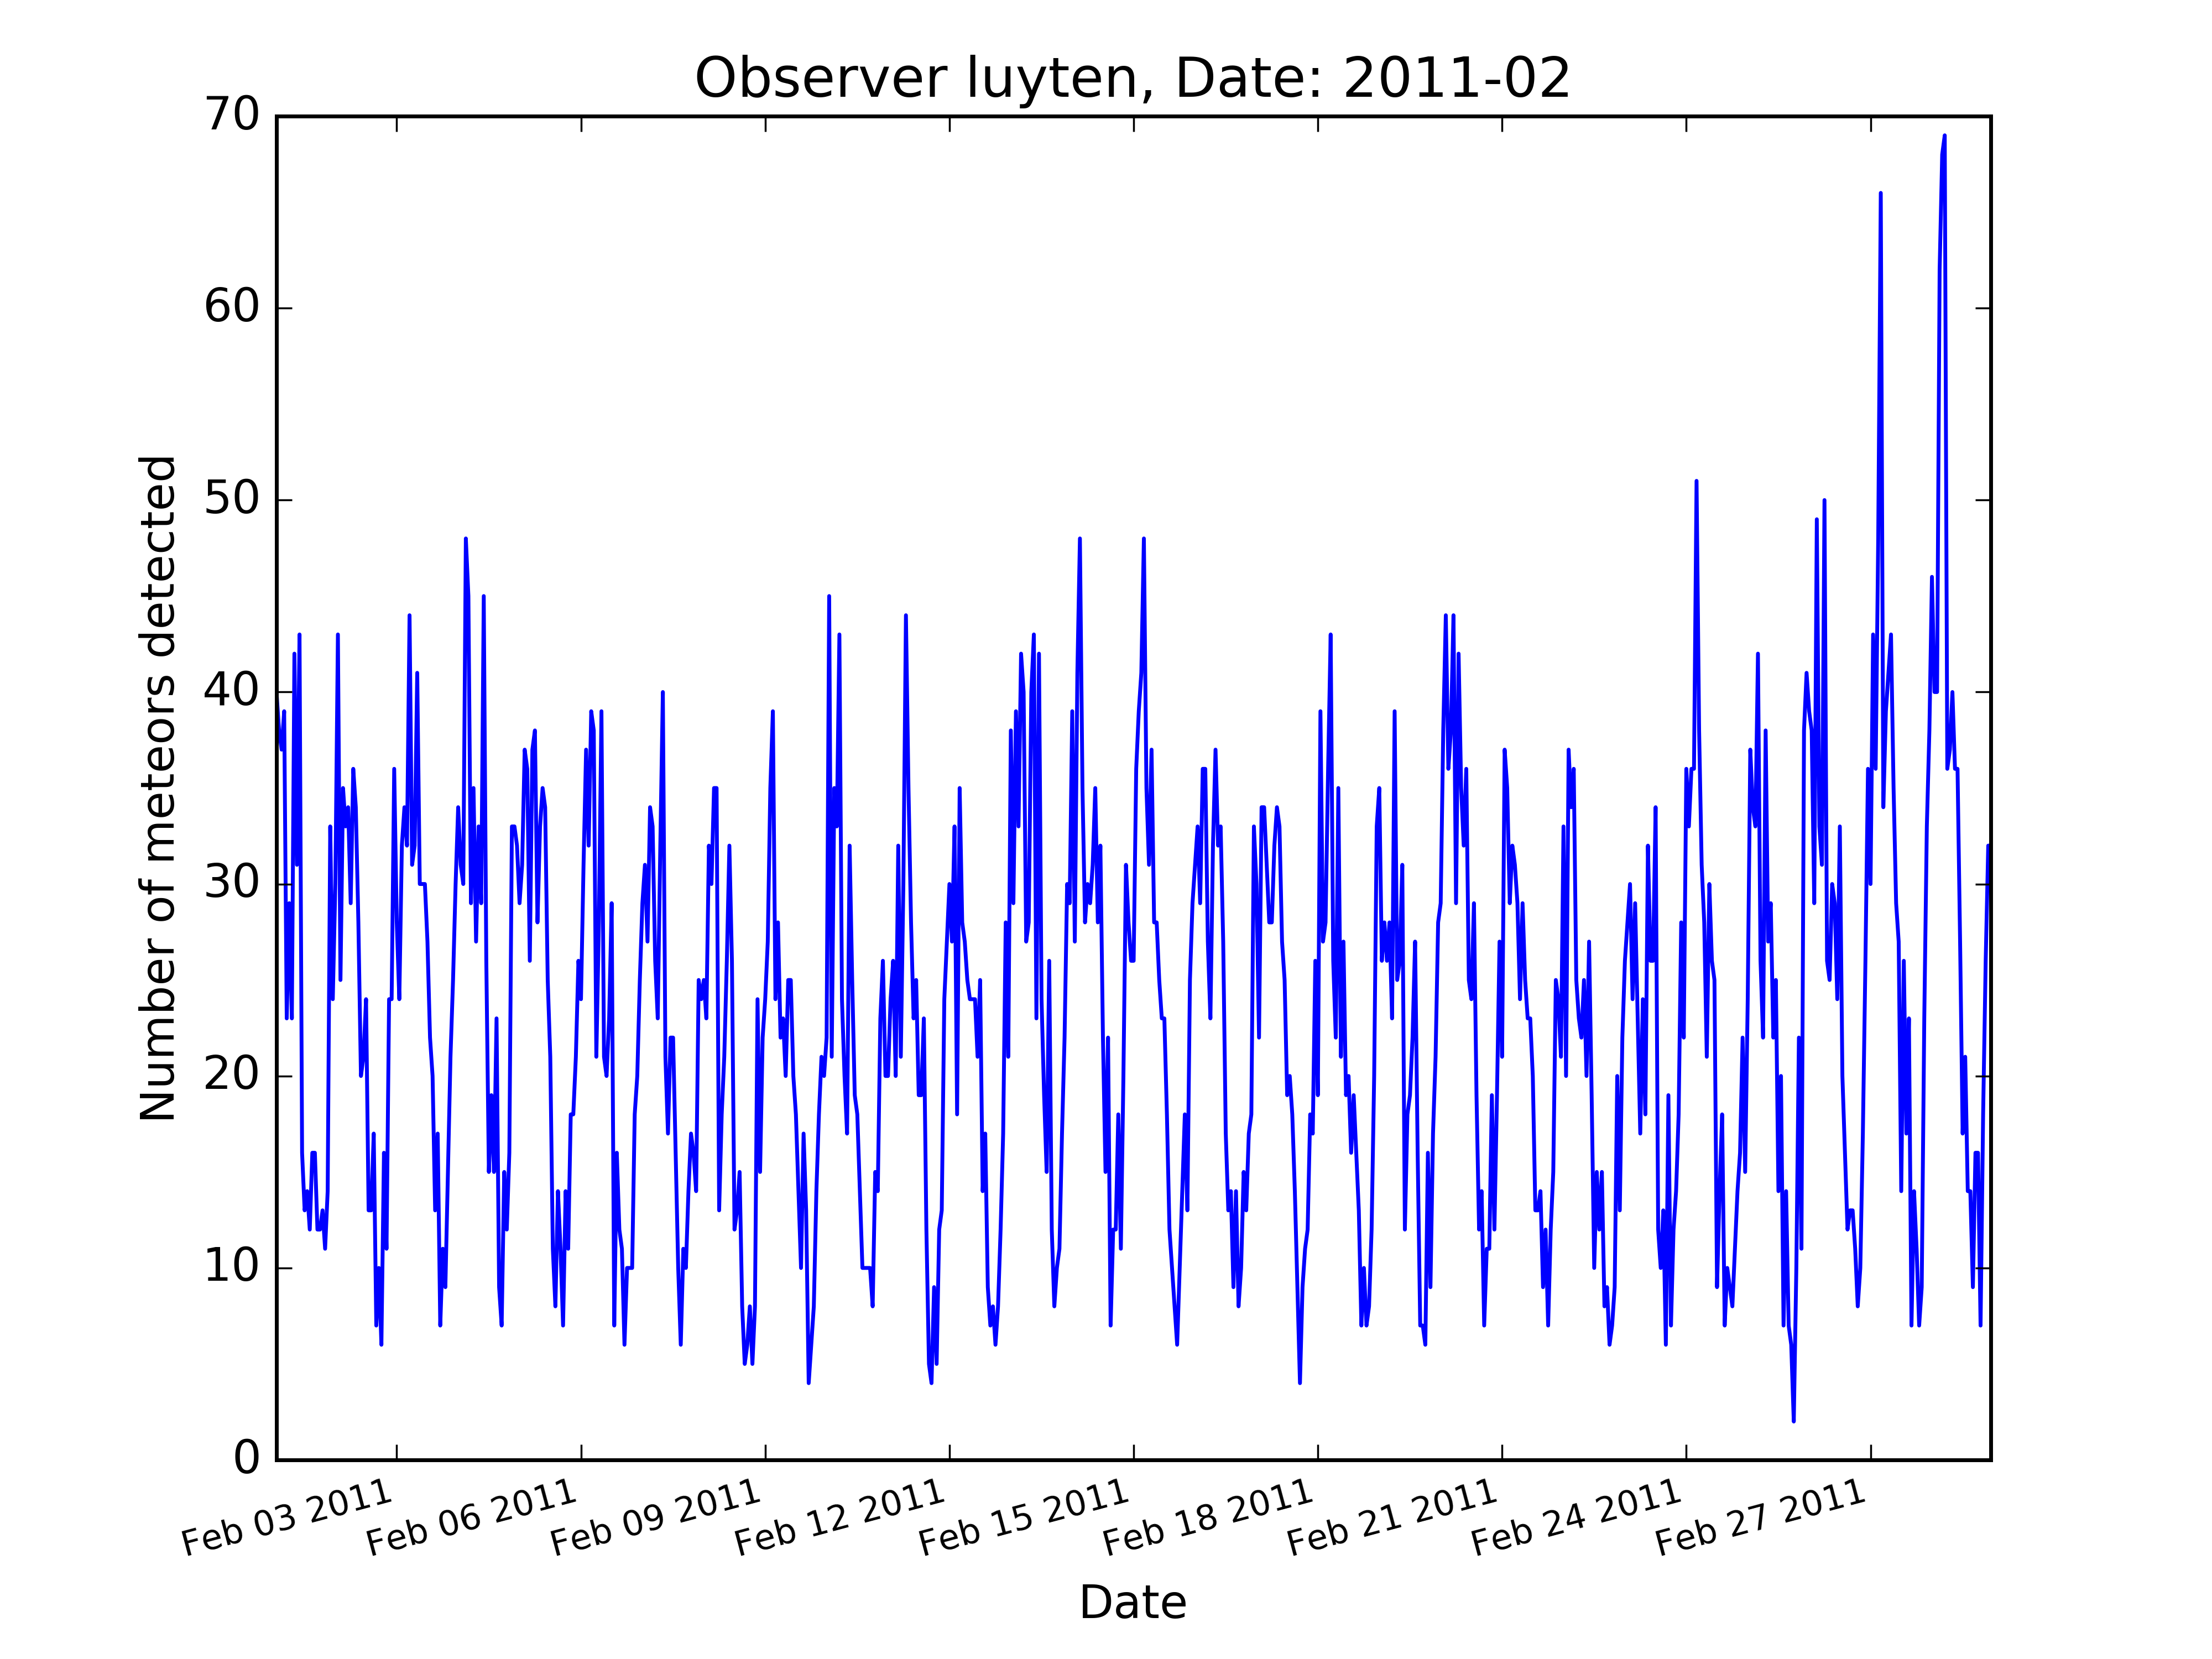 Observer luyten, Date: 2011-02
Number of meteors detected
70
60
50
40
30
20
10
0
Feb 03 2011
Feb 06 2011
Feb 09 2011
Feb 12 2011
Feb 15 2011
Feb 18 2011
Feb 21 2011
Feb 24 2011
Feb 27 2011
Date